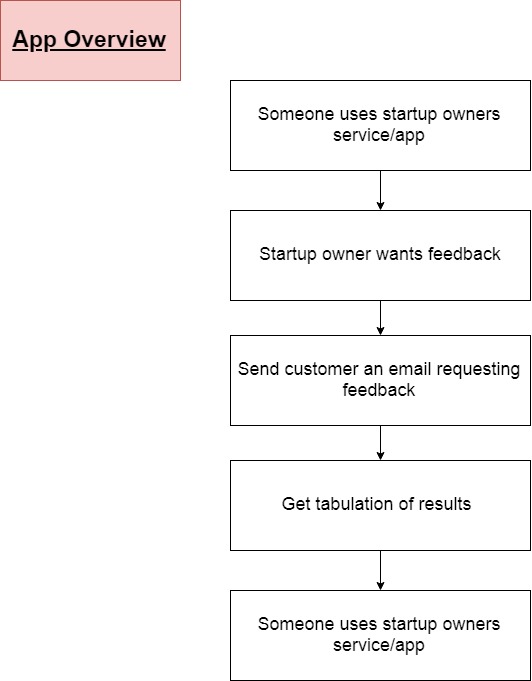 App Overview
Someone uses startup owners
service/app
Startup owner wants feedback
Send customer an email requesting
feedback
Get tabulation of results
Someone uses startup owners
service/app